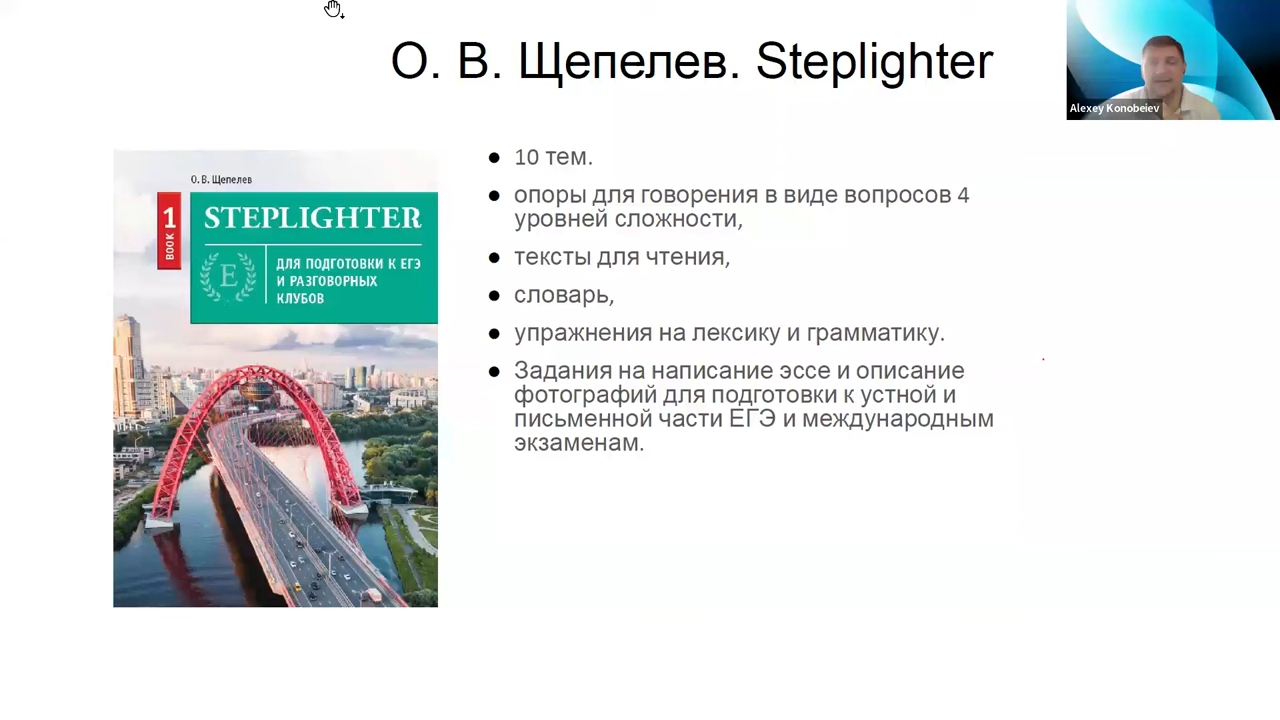 О. В. Щепелев. Steplighter
Alexey Konobeiev
О. В. Щепелев
BOOK 1
STEPLIGHTER
E
ДЛЯ ПОДГОТОВКИ К ЕГЭ
И РАЗГОВОРНЫХ
КЛУБОВ
● 10 тем.
● опоры для говорения в виде вопросов 4
уровней сложности,
● тексты для чтения,
● словарь,
● упражнения на лексику и грамматику.
● Задания на написание эссе и описание
фотографий для подготовки к устной и
письменной части ЕГЭ и международным
экзаменам.